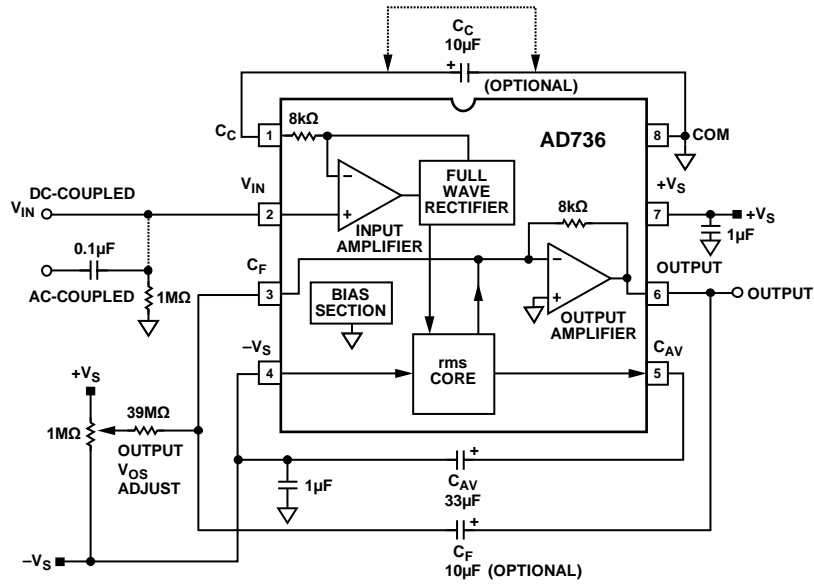 C_C
10µF
+
(OPTIONAL)
8kΩ
C_C
1
8
COM
AD736
V_IN
DC-COUPLED
V_IN
2
−
+
INPUT
AMPLIFIER
FULL
WAVE
RECTIFIER
8kΩ
+V_S
7
+V_S
1µF
0.1µF
AC-COUPLED
1MΩ
C_F
3
BIAS
SECTION
−
+
OUTPUT
AMPLIFIER
OUTPUT
6
OUTPUT
−V_S
4
rms
CORE
C_AV
5
+V_S
1MΩ
39MΩ
OUTPUT
V_OS
ADJUST
1µF
+
C_AV
33µF
+
C_F
10µF (OPTIONAL)
−V_S